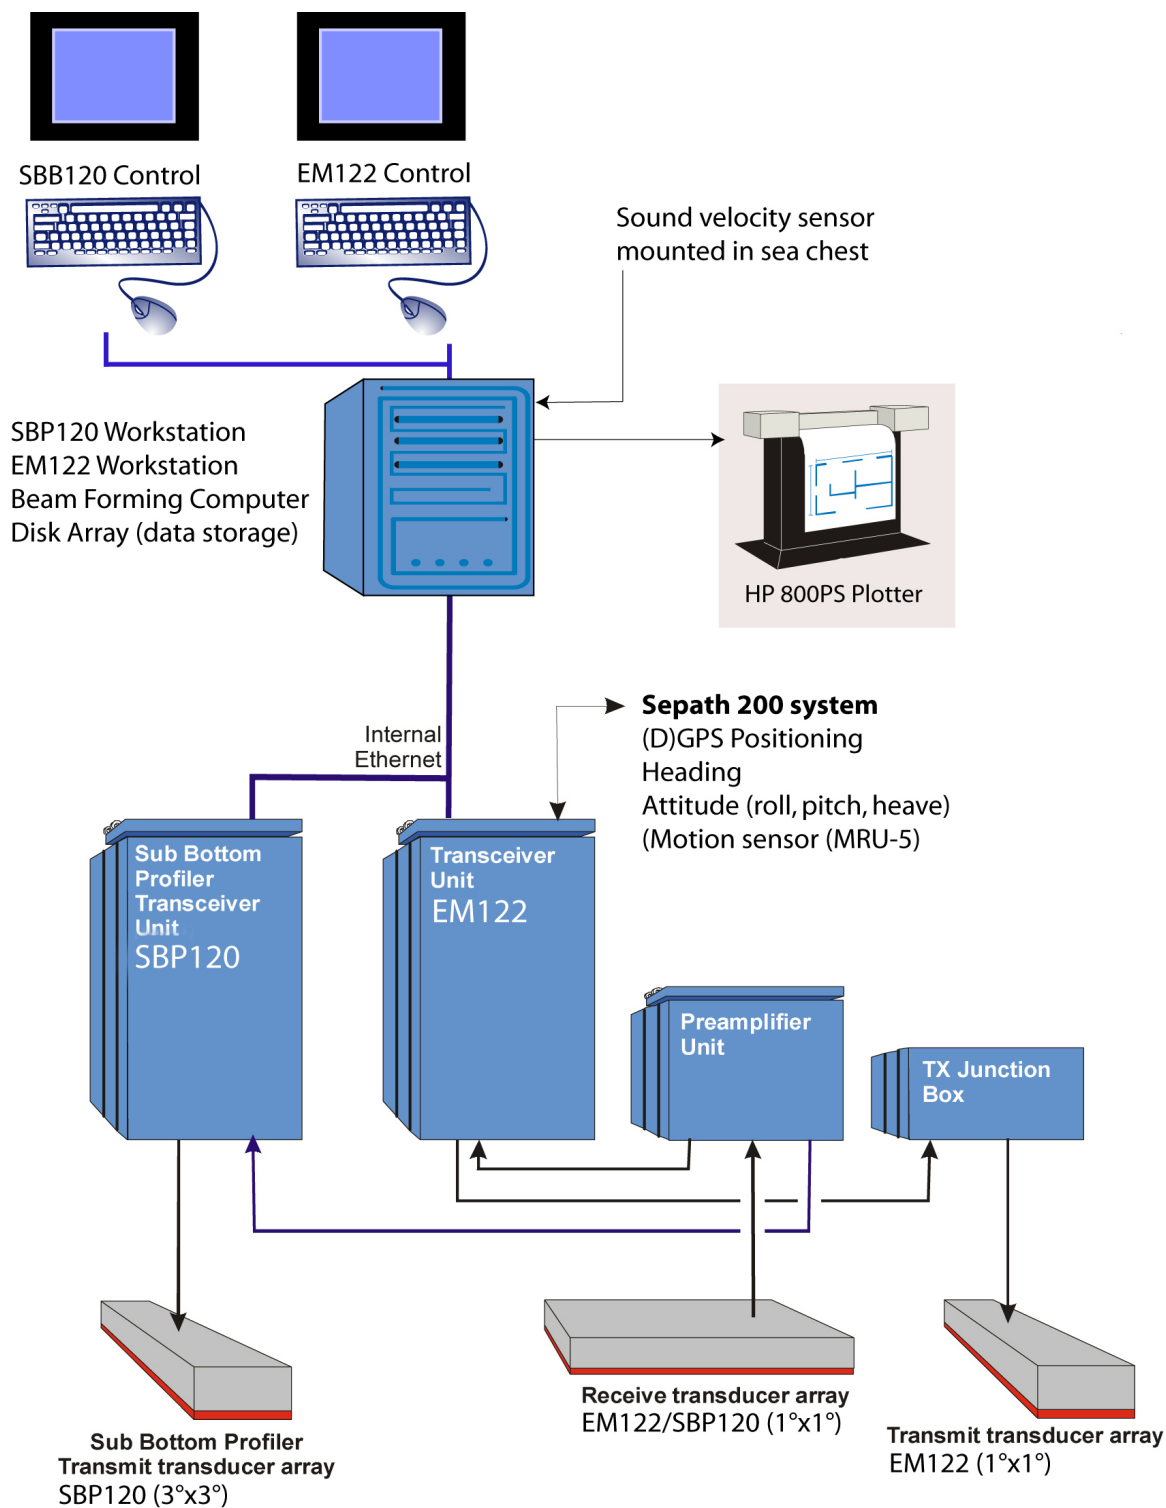 SBB120 Control
EM122 Control
Sound velocity sensor
mounted in sea chest
SBP120 Workstation
EM122 Workstation
Beam Forming Computer
Disk Array (data storage)
HP 800PS Plotter
Sepath 200 system
(D)GPS Positioning
Heading
Attitude (roll, pitch, heave)
(Motion sensor (MRU-5)
Internal
Ethernet
Sub Bottom
Profiler
Transceiver
Unit
SBP120
Transceiver
Unit
EM122
Preamplifier
Unit
TX Junction
Box
Sub Bottom Profiler
Transmit transducer array
SBP120 (3°x3°)
Receive transducer array
EM122/SBP120 (1°x1°)
Transmit transducer array
EM122 (1°x1°)